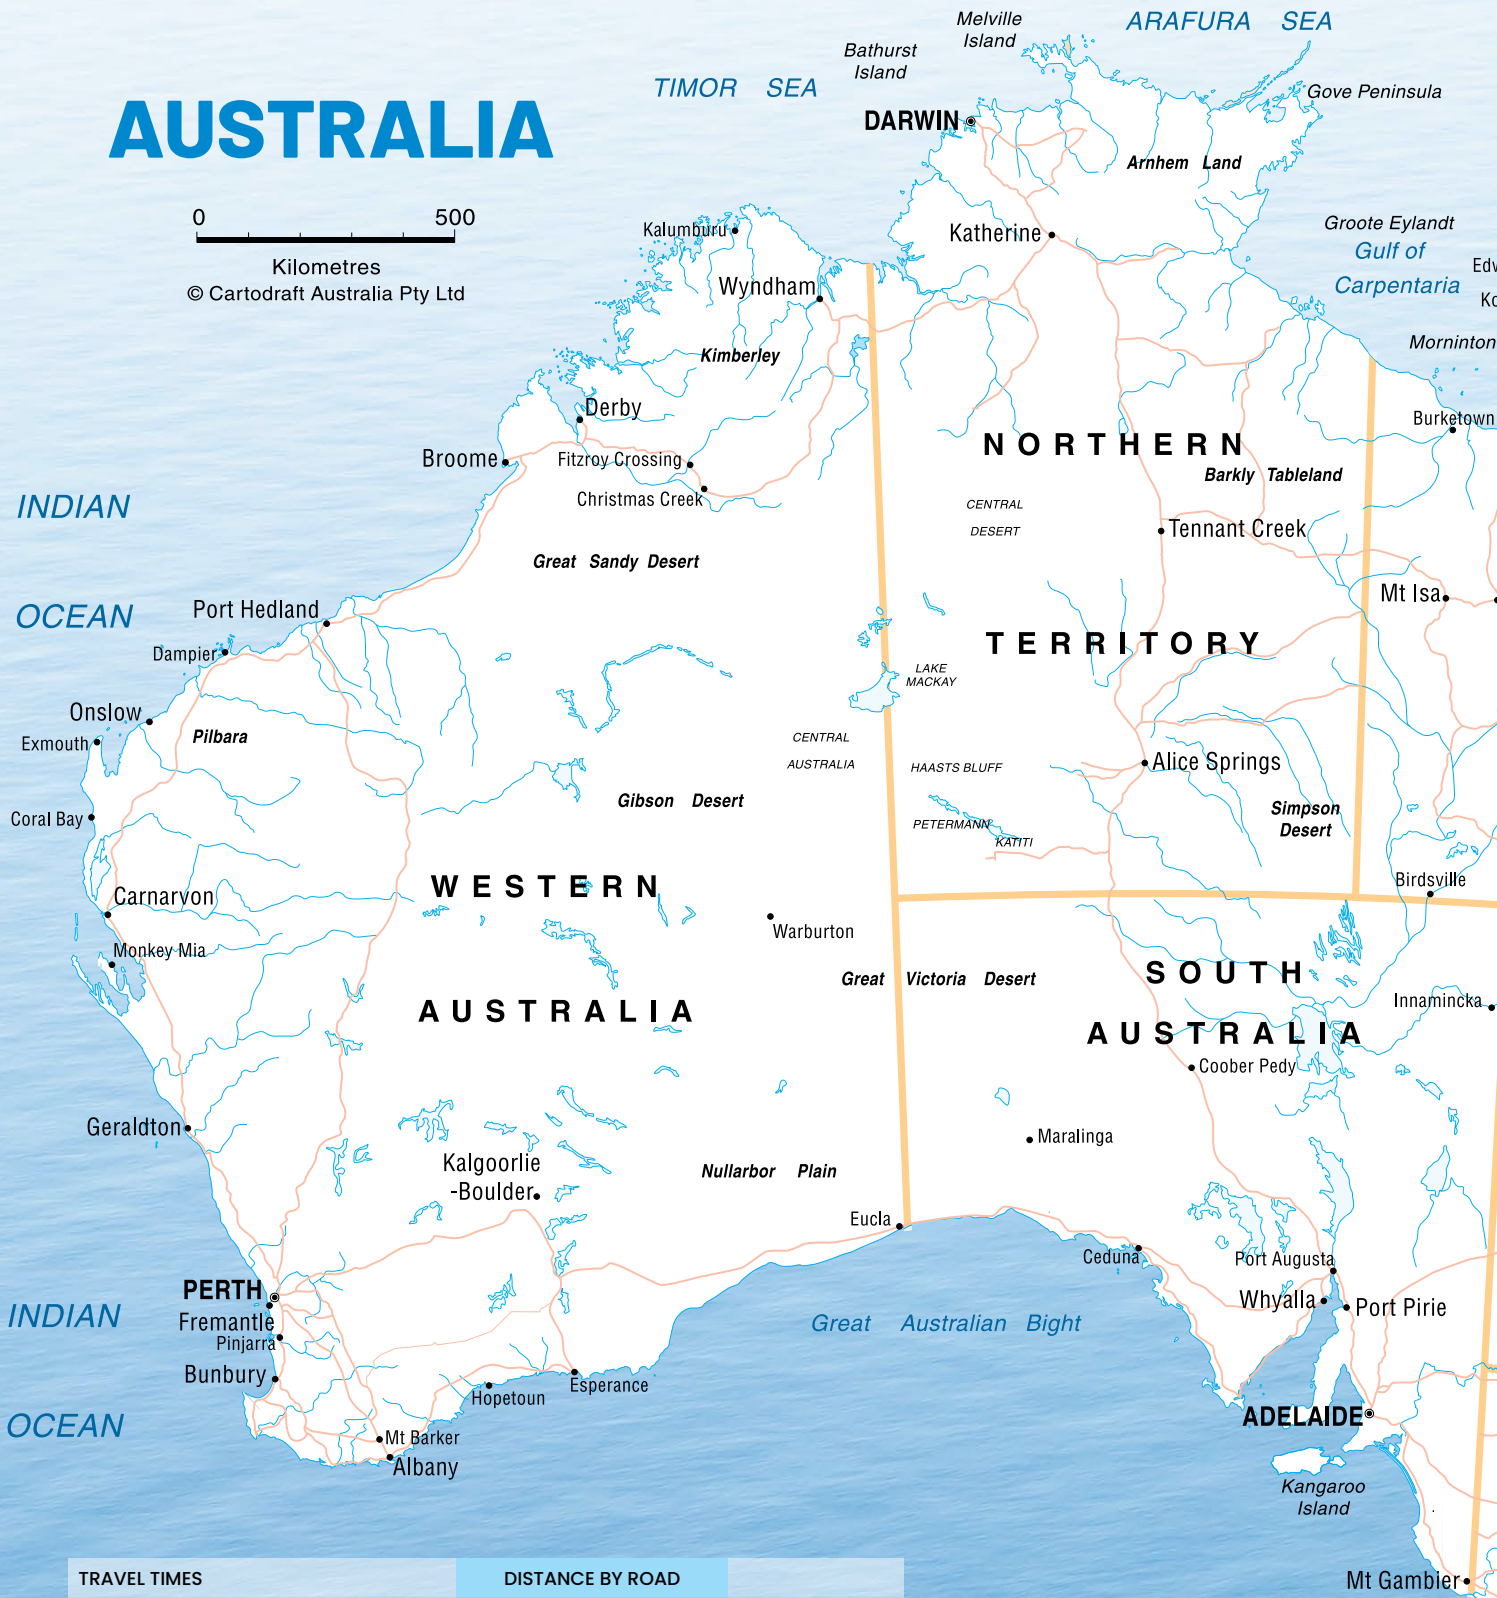 Melville
Island
ARAFURA SEA
Bathurst
Island
TIMOR SEA
Gove Peninsula
AUSTRALIA
DARWIN
Arnhem Land
0 500
Kilometres
© Cartodraft Australia Pty Ltd
Kalumburu
Katherine
Groote Eylandt
Gulf of
Carpentaria
Edw
Ko
Wyndham
Morninton
Kimberley
Derby
Burketown
Broome
Fitzroy Crossing
Christmas Creek
NORTHERN
Barkly Tableland
INDIAN
CENTRAL
DESERT
Tennant Creek
Great Sandy Desert
Mt Isa
OCEAN
Port Hedland
Dampier
TERRITORY
LAKE
MACKAY
Onslow
Exmouth
Pilbara
CENTRAL
AUSTRALIA
HAASTS BLUFF
Alice Springs
Gibson Desert
Coral Bay
Simpson
Desert
PETERMANN
KATITI
WESTERN
Birdsville
Carnarvon
Warburton
Monkey Mia
Great Victoria Desert
SOUTH
Innamincka
AUSTRALIA
AUSTRALIA
Coober Pedy
Geraldton
Maralinga
Kalgoorlie
-Boulder
Nullarbor Plain
Eucla
Ceduna
Port Augusta
PERTH
Whyalla
Port Pirie
INDIAN
Fremantle
Great Australian Bight
Pinjarra
Bunbury
Hopetoun
Esperance
OCEAN
ADELAIDE
Mt Barker
Albany
Kangaroo
Island
TRAVEL TIMES
DISTANCE BY ROAD
Mt Gambier